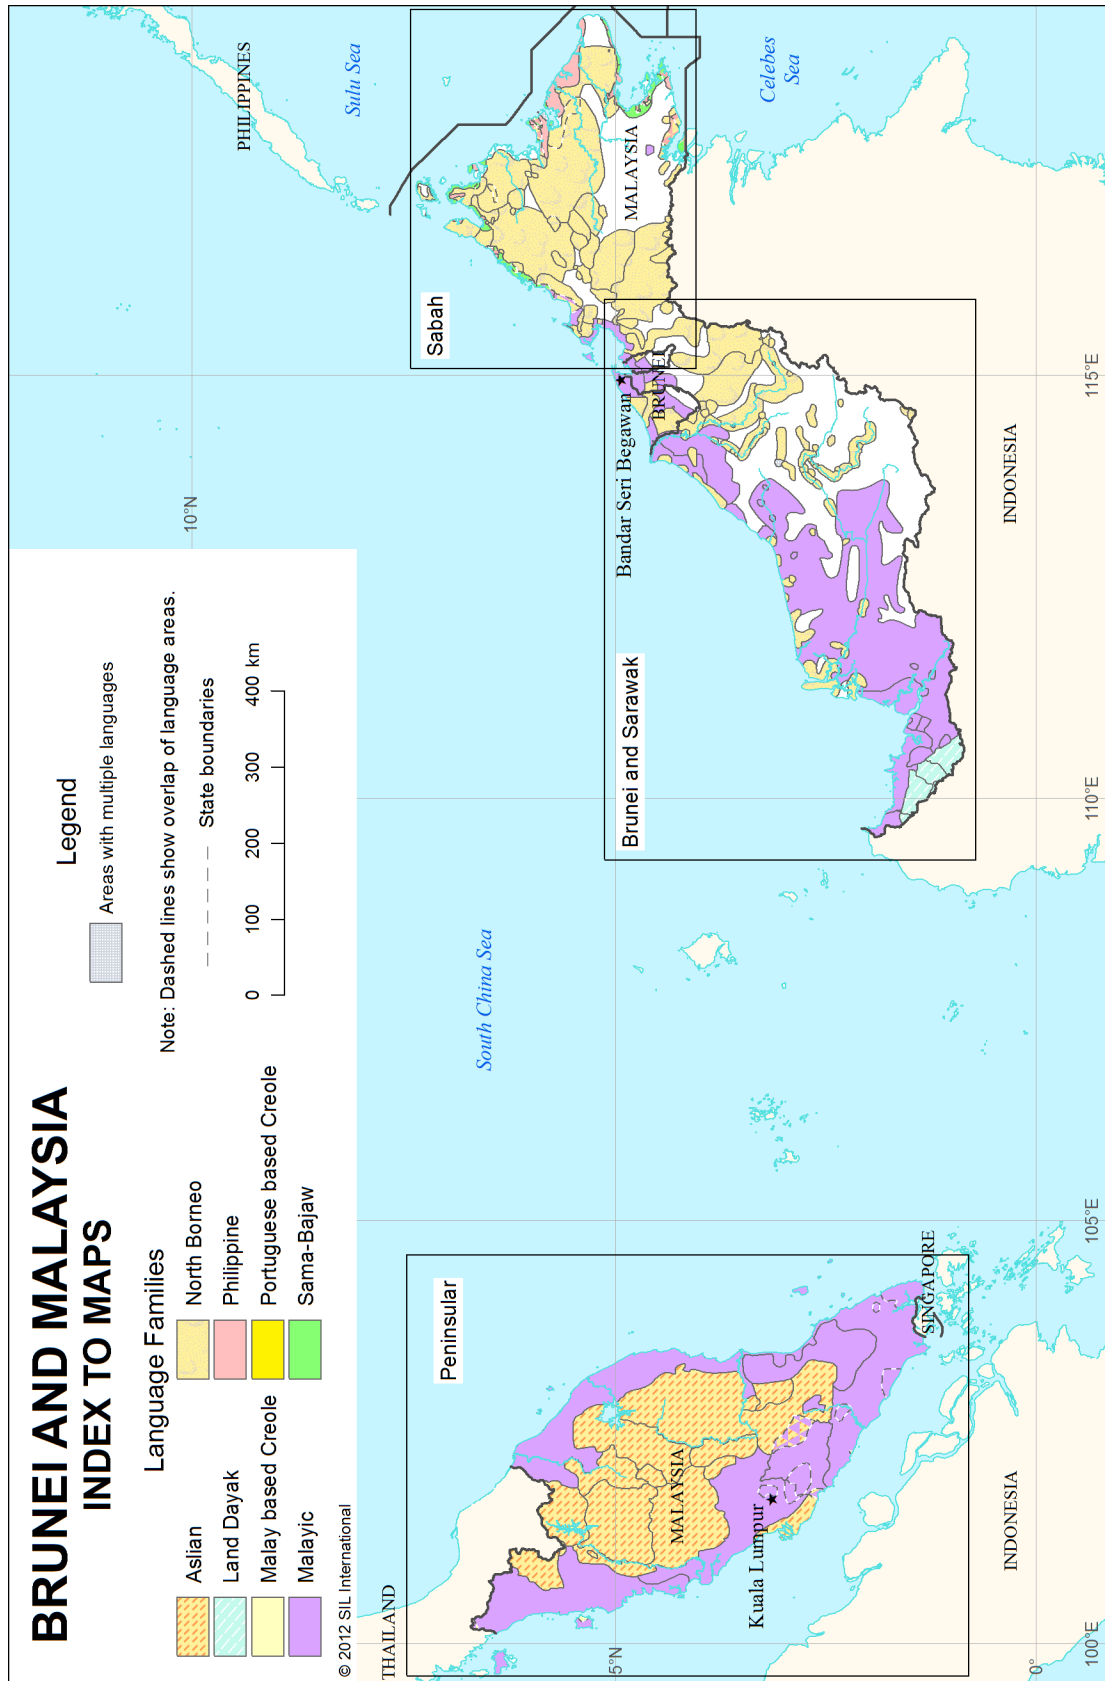 BRUNEI AND MALAYSIA
INDEX TO MAPS
Language Families
Aslian
Land Dayak
Malay based Creole
Malayic
North Borneo
Philippine
Portuguese based Creole
Sama-Bajaw
Legend
Areas with multiple languages
Note: Dashed lines show overlap of language areas.
State boundaries
0 100 200 300 400 km
© 2012 SIL International
THAILAND
Peninsular
MALAYSIA
Kuala Lumpur
SINGAPORE
INDONESIA
South China Sea
Brunei and Sarawak
Bandar Seri Begawan
BRUNEI
INDONESIA
Sabah
MALAYSIA
PHILIPPINES
Sulu Sea
Celebes
Sea
10°N
5°N
0°
100°E
105°E
110°E
115°E